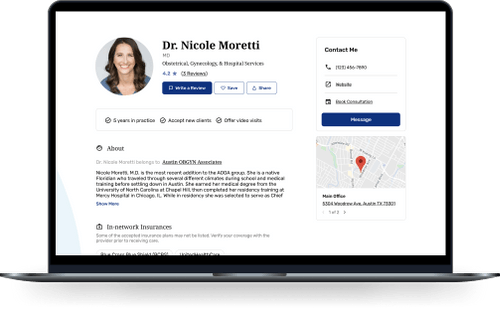 Dr. Nicole Moretti
M.D.
Obstetrical, Gynecology, & Hospital Services
4.3 ★ (3 Reviews)
Write a Review
Save
Share
5 years in practice
Accept new clients
Offer video visits
About
Dr. Nicole Moretti belongs to Austin OBGYN Associates
Nicole Moretti, M.D. is the most recent addition to the AOGA group. She is a native
Floridian who traveled through several different climates during school and medical
training before settling down in Austin. She earned her medical degree from the
University of North Carolina at Chapel Hill, then completed her residency training at
Mercy Hospital in Chicago, IL. While in residency she was selected to serve as Chief
Show More
In-network Insurances
Some of the accepted insurance plans may not be listed. Verify your coverage with the
provider prior to receiving care.
Blue Cross Blue Shield (BCBS)
UnitedHealthCare
Contact Me
(123) 456-7890
Website
Book Consultation
Message
Main Office
5304 Woodrow Ave, Austin TX
1 of 2